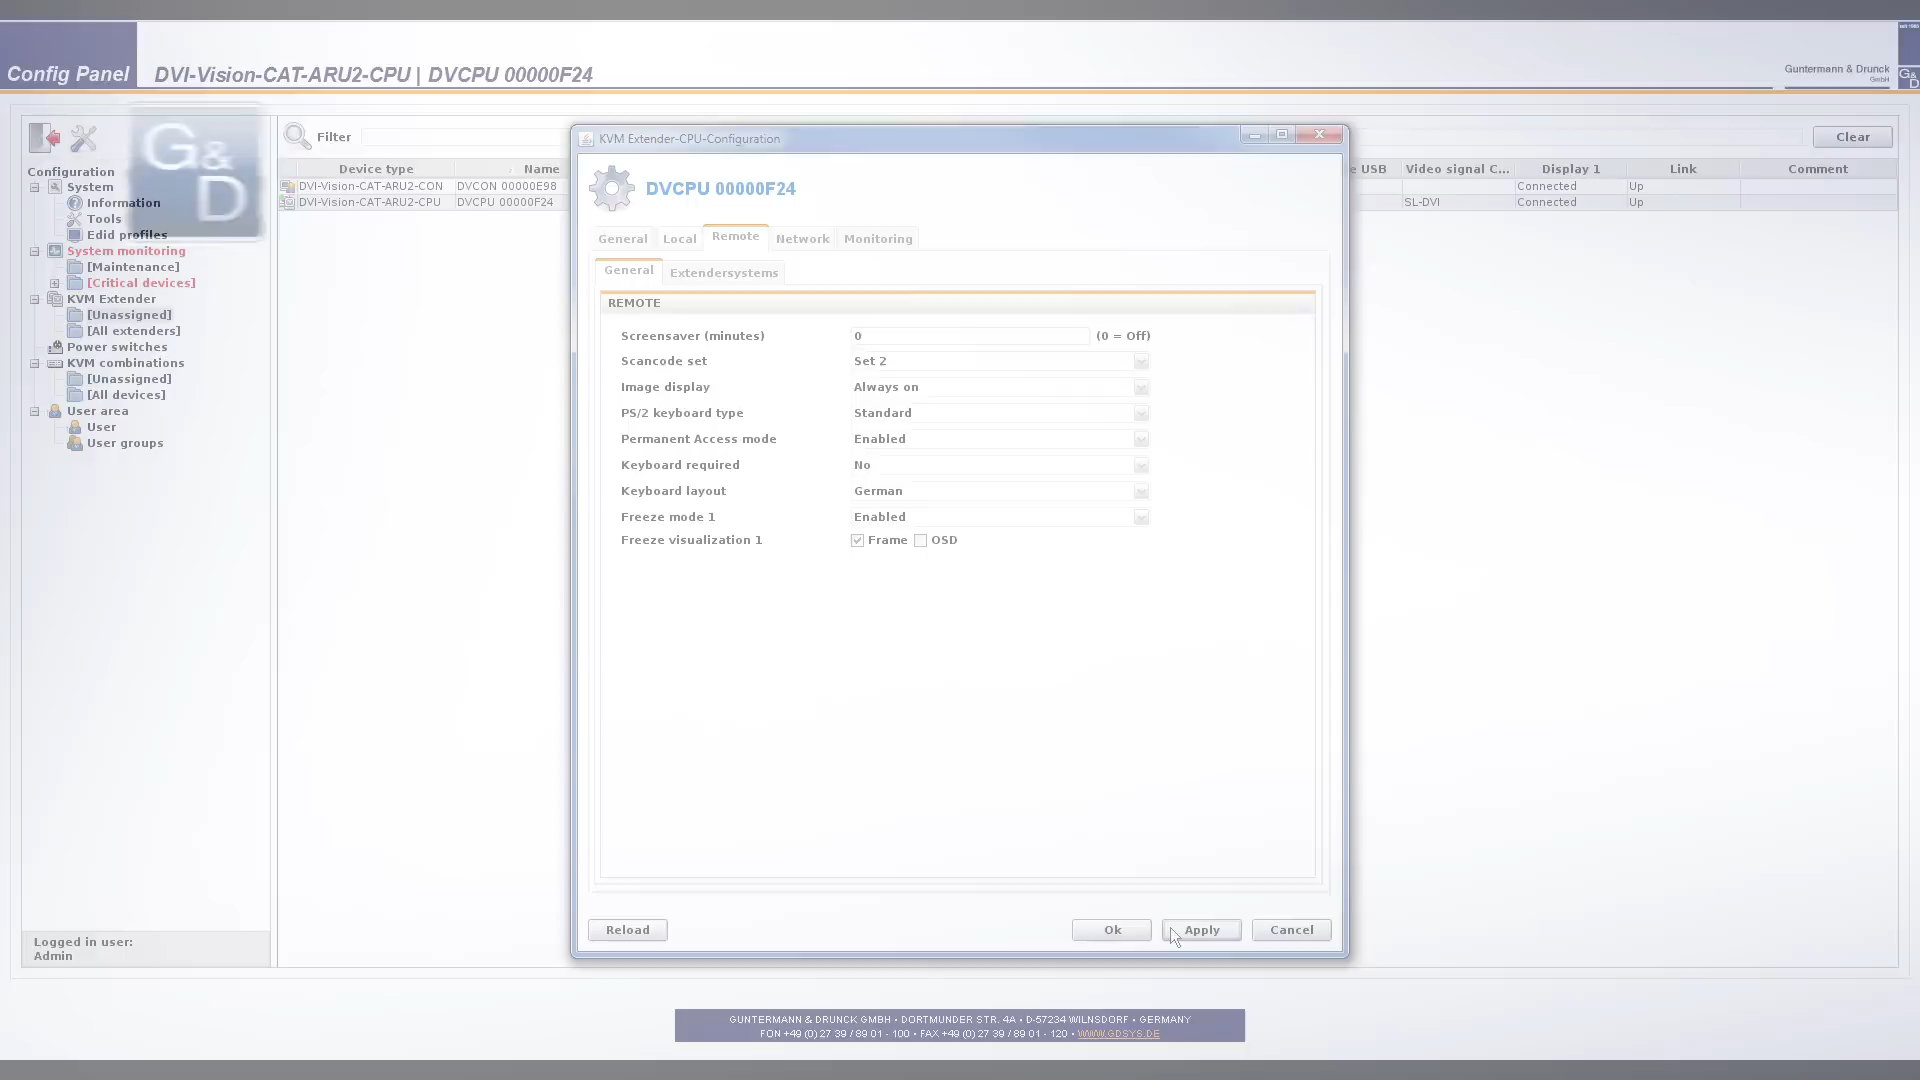 seit 1985
Config Panel
DVI-Vision-CAT-ARU2-CPU | DVCPU 00000F24
Guntermann & Drunck
GmbH
G&D
G&D
Configuration
System
Information
Tools
Edid profiles
System monitoring
[Maintenance]
[Critical devices]
KVM Extender
[Unassigned]
[All extenders]
Power switches
KVM combinations
[Unassigned]
[All devices]
User area
User
User groups
Logged in user:
Admin
Filter
Clear
Device type Name e USB Video signal C... Display 1 Link Comment
DVI-Vision-CAT-ARU2-CON DVCON 00000E98 Connected Up
DVI-Vision-CAT-ARU2-CPU DVCPU 00000F24 SL-DVI Connected Up
KVM Extender-CPU-Configuration
DVCPU 00000F24
General Local Remote Network Monitoring
General Extendersystems
REMOTE
Screensaver (minutes) 0 (0 = Off)
Scancode set Set 2
Image display Always on
PS/2 keyboard type Standard
Permanent Access mode Enabled
Keyboard required No
Keyboard layout German
Freeze mode 1 Enabled
Freeze visualization 1 Frame OSD
Reload Ok Apply Cancel
GUNTERMANN & DRUNCK GMBH • DORTMUNDER STR. 4A • D-57234 WILNSDORF • GERMANY
FON +49 (0) 27 39 / 89 01 - 100 • FAX +49 (0) 27 39 / 89 01 - 120 • WWW.GDSYS.DE